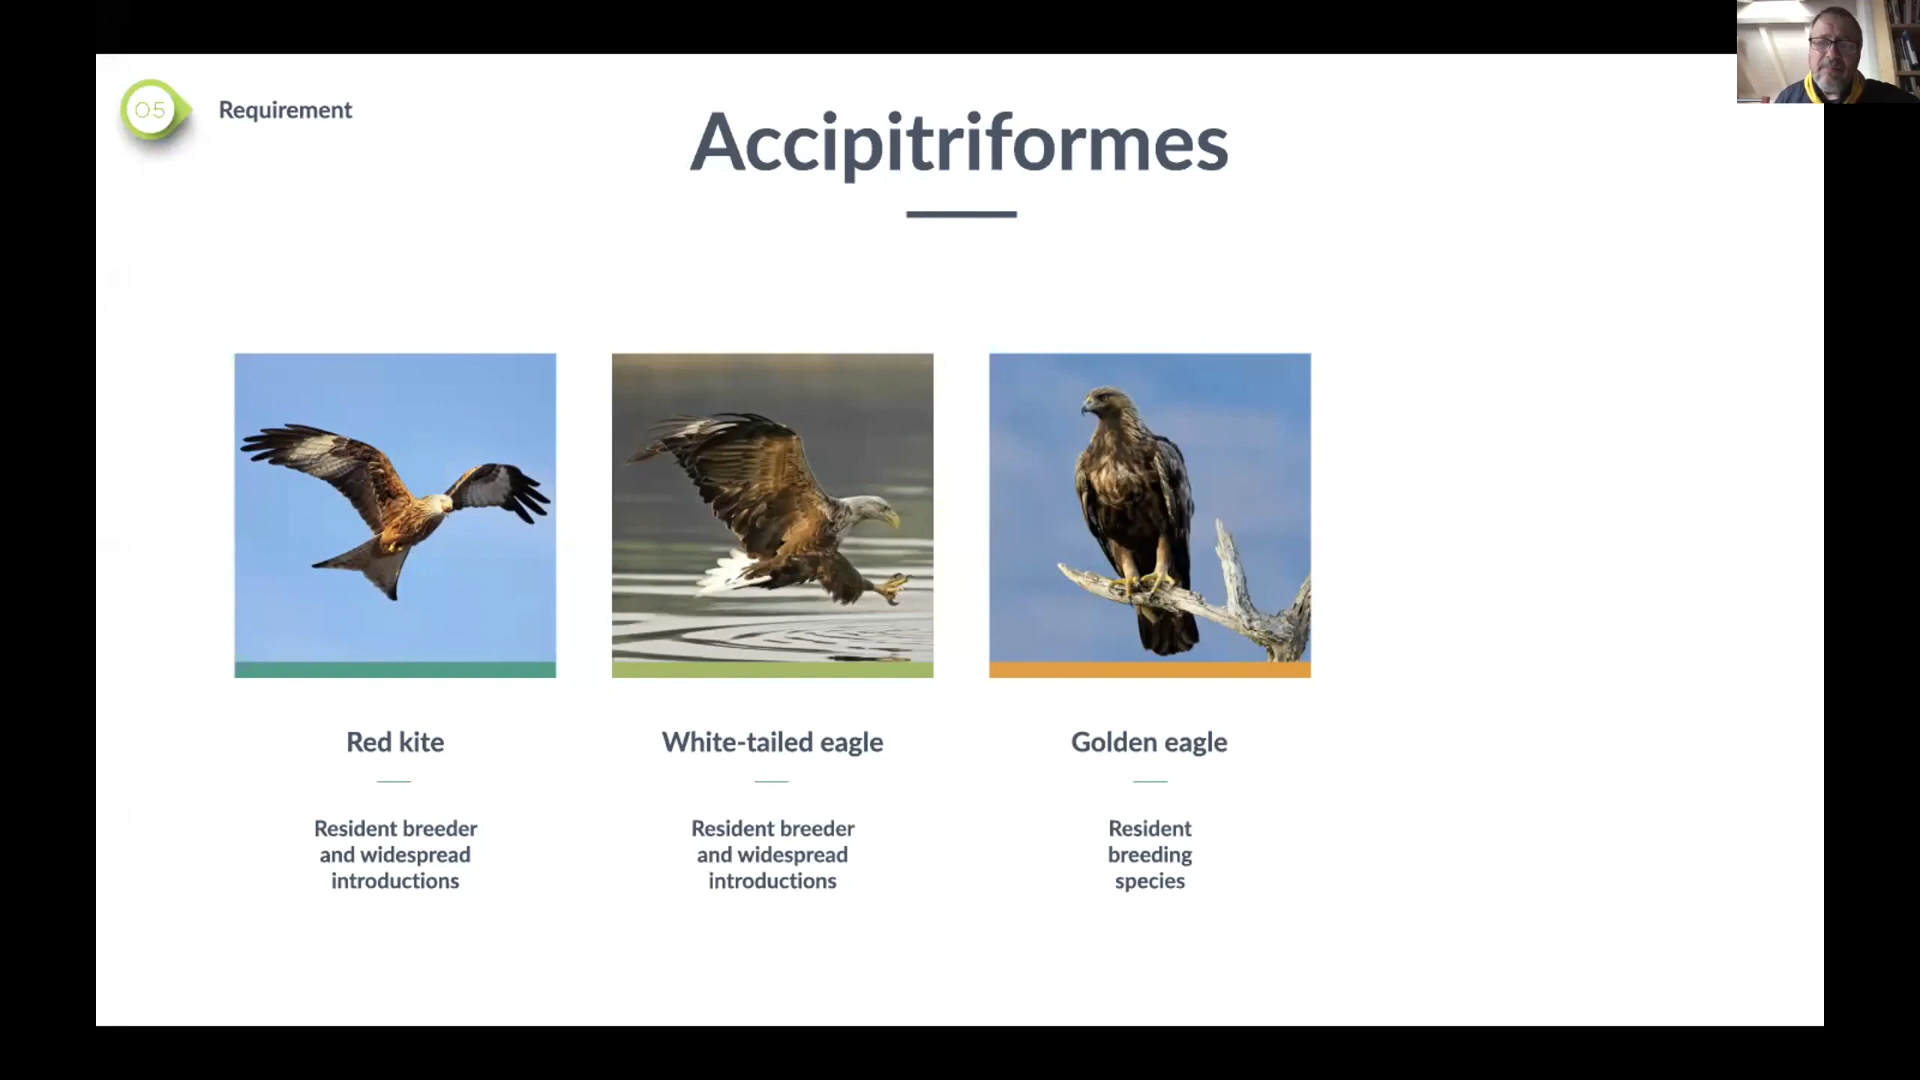 05
Requirement
Accipitriformes
Red kite
Resident breeder
and widespread
introductions
White-tailed eagle
Resident breeder
and widespread
introductions
Golden eagle
Resident
breeding
species